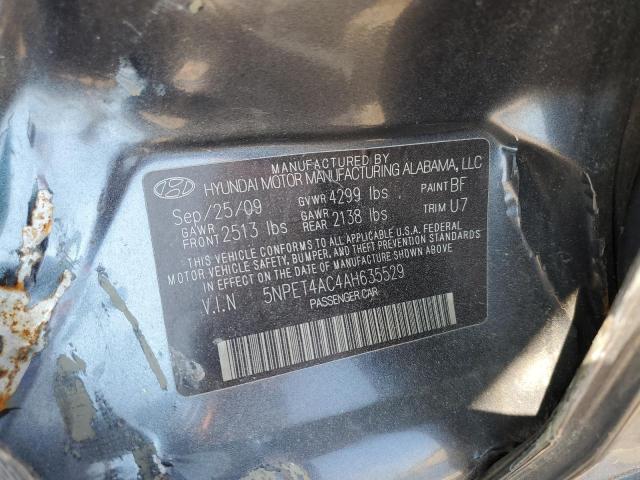 MANUFACTURED BY
HYUNDAI MOTOR MANUFACTURING ALABAMA, LLC
Sep/25/09 GVWR 4299 lbs PAINT BF
GAWR FRONT 2513 lbs GAWR REAR 2138 lbs TRIM U7
THIS VEHICLE CONFORMS TO ALL APPLICABLE U.S.A. FEDERAL
MOTOR VEHICLE SAFETY, BUMPER, AND THEFT PREVENTION STANDARDS
IN EFFECT ON THE DATE OF MANUFACTURE SHOWN ABOVE.
V.I.N 5NPET4AC4AH635529
PASSENGER CAR